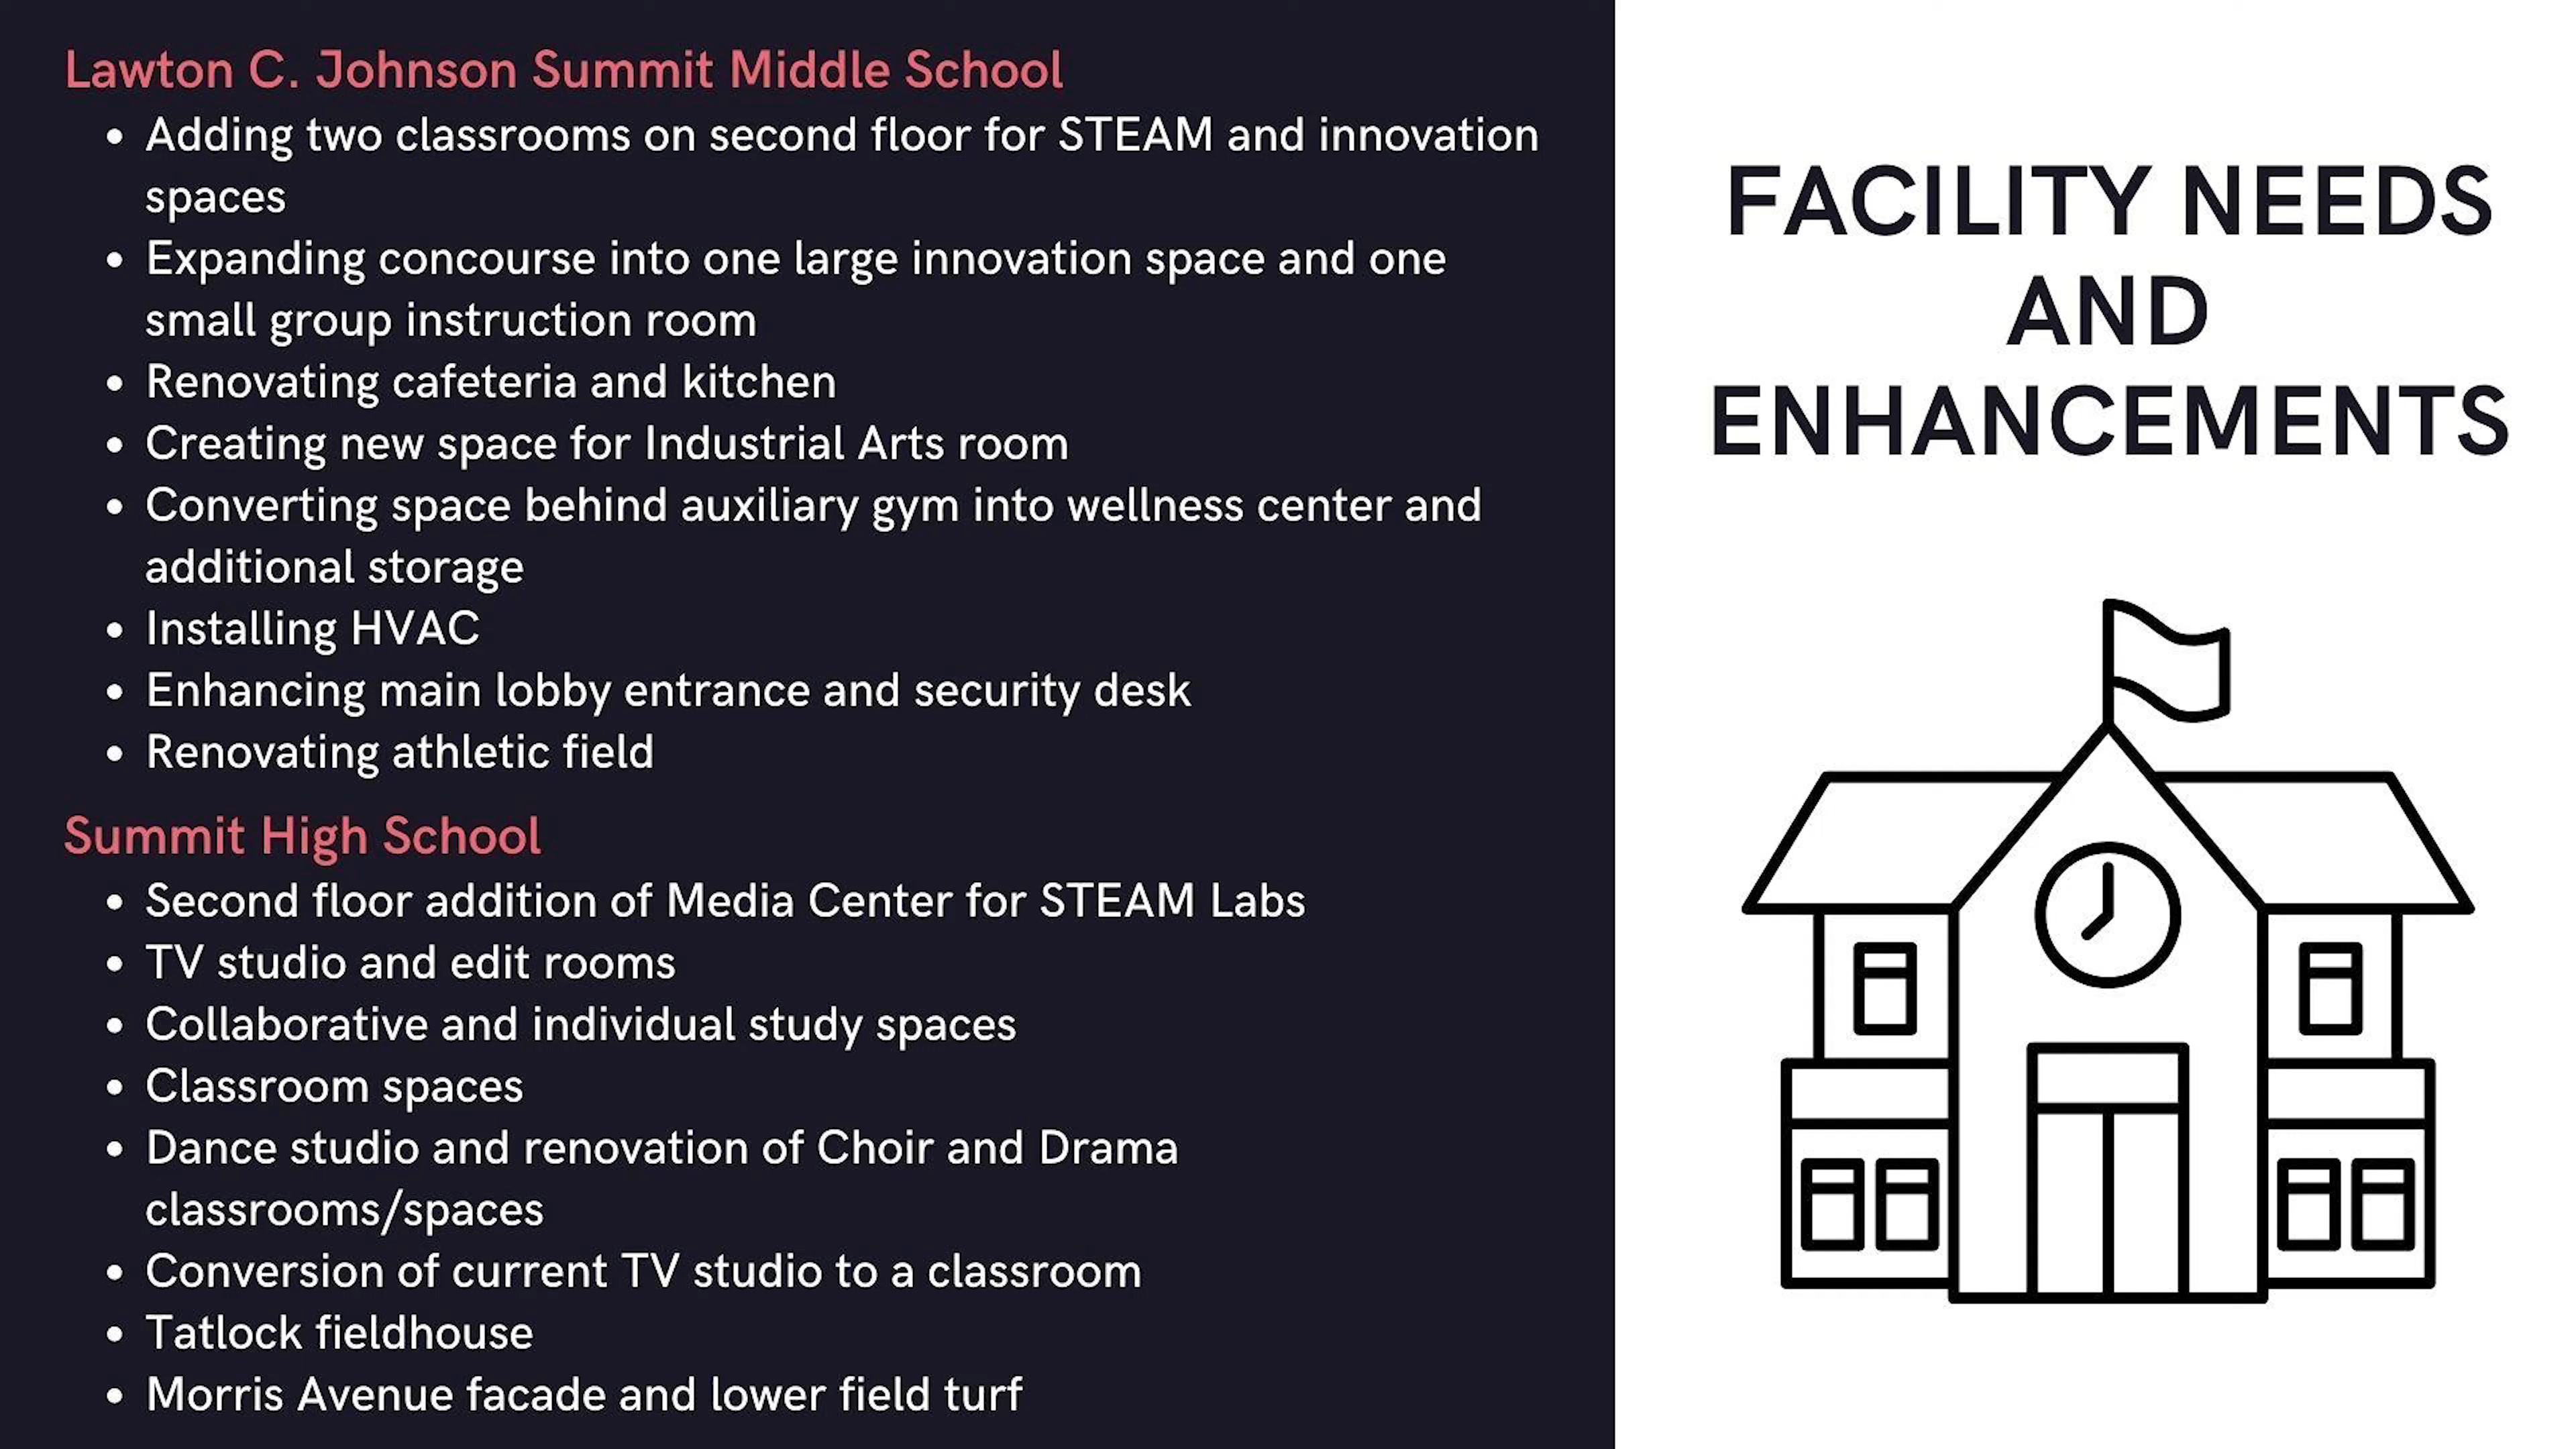 Lawton C. Johnson Summit Middle School
• Adding two classrooms on second floor for STEAM and innovation
spaces
• Expanding concourse into one large innovation space and one
small group instruction room
• Renovating cafeteria and kitchen
• Creating new space for Industrial Arts room
• Converting space behind auxiliary gym into wellness center and
additional storage
• Installing HVAC
• Enhancing main lobby entrance and security desk
• Renovating athletic field
Summit High School
• Second floor addition of Media Center for STEAM Labs
• TV studio and edit rooms
• Collaborative and individual study spaces
• Classroom spaces
• Dance studio and renovation of Choir and Drama
classrooms/spaces
• Conversion of current TV studio to a classroom
• Tatlock fieldhouse
• Morris Avenue facade and lower field turf
FACILITY NEEDS
AND
ENHANCEMENTS